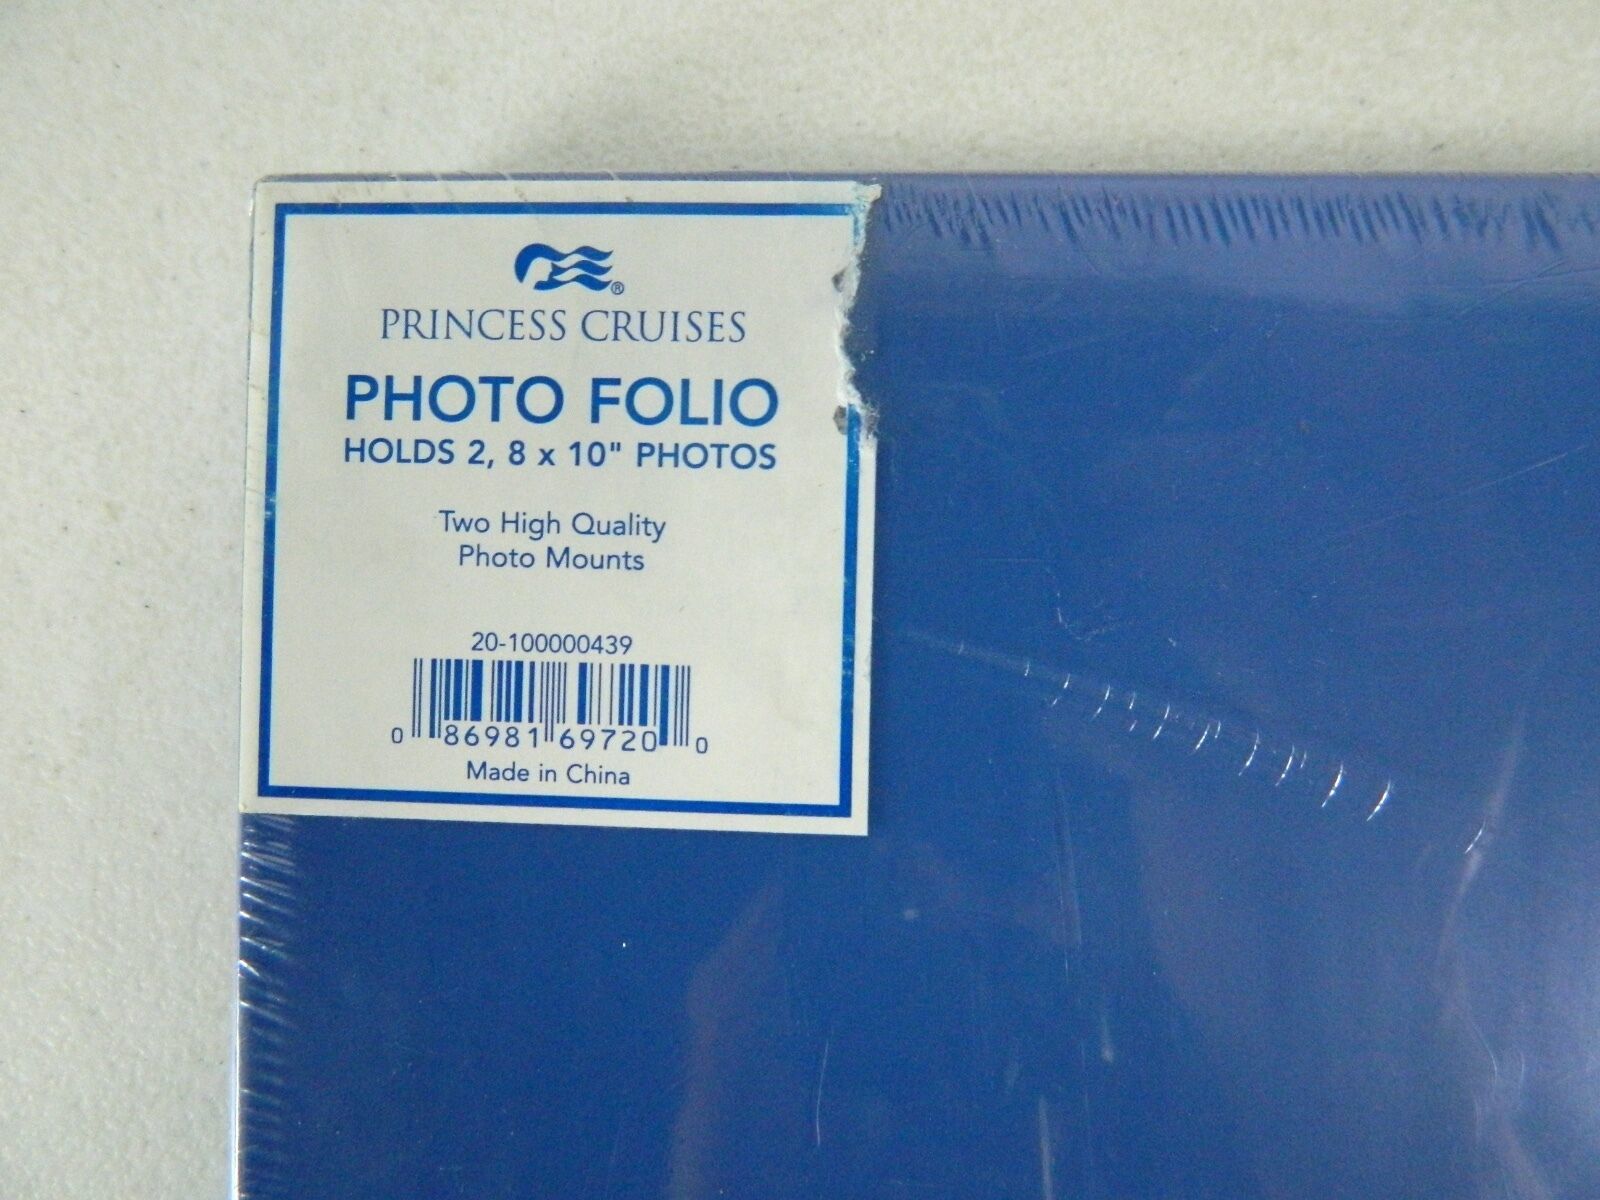 ®
PRINCESS CRUISES
PHOTO FOLIO
HOLDS 2, 8 x 10" PHOTOS
Two High Quality
Photo Mounts
20-100000439
0 86981 69720 0
Made in China